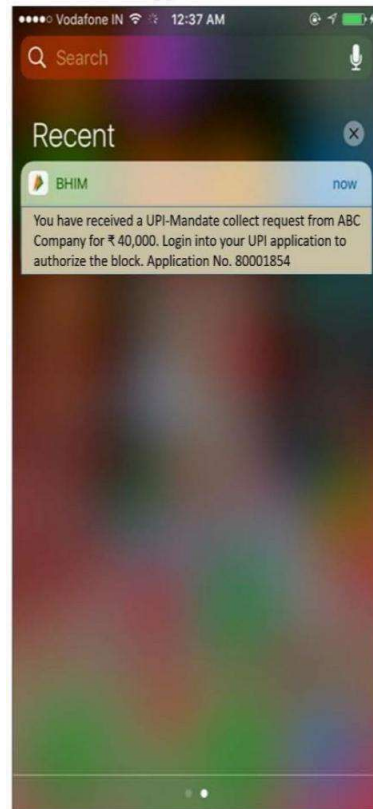 Vodafone IN 12:37 AM
Search
Recent
BHIM now
You have received a UPI-Mandate collect request from ABC
Company for ₹ 40,000. Login into your UPI application to
authorize the block. Application No. 80001854